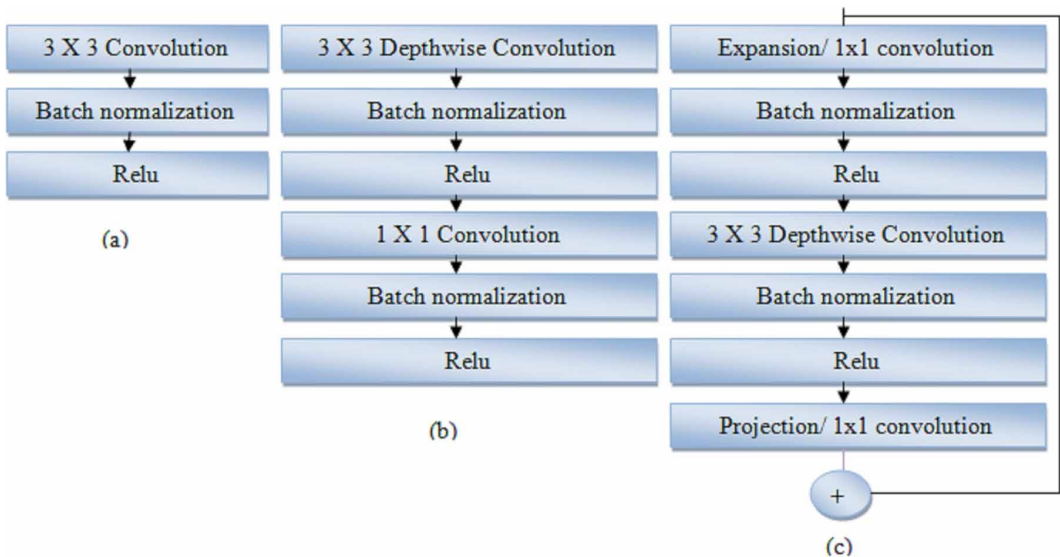 3 X 3 Convolution
Batch normalization
Relu
(a)
3 X 3 Depthwise Convolution
Batch normalization
Relu
1 X 1 Convolution
Batch normalization
Relu
(b)
Expansion/ 1x1 convolution
Batch normalization
Relu
3 X 3 Depthwise Convolution
Batch normalization
Relu
Projection/ 1x1 convolution
+
(c)